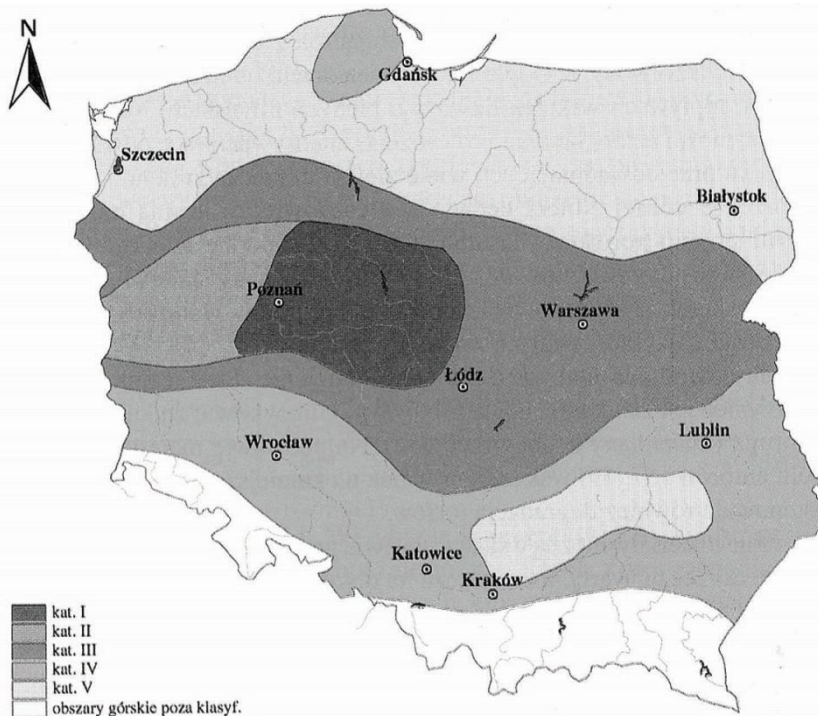 N
Gdańsk
Szczecin
Białystok
Poznań
Warszawa
Łódź
Wrocław
Lublin
Katowice
Kraków
kat. I
kat. II
kat. III
kat. IV
kat. V
obszary górskie poza klasyf.